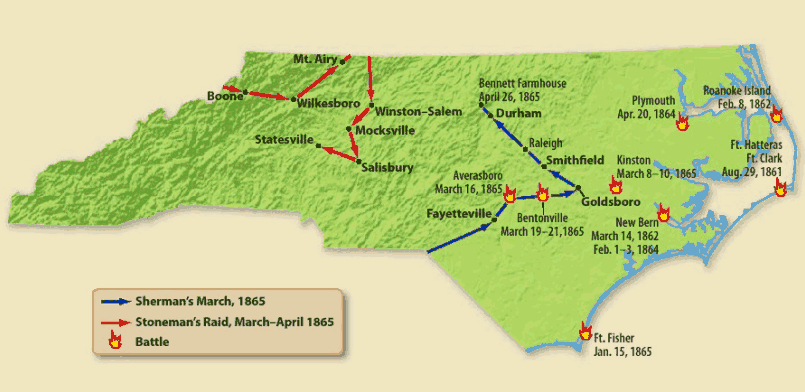 Mt. Airy
Boone
Wilkesboro
Winston–Salem
Mocksville
Statesville
Salisbury
Bennett Farmhouse
April 26, 1865
Durham
Raleigh
Smithfield
Averasboro
March 16, 1865
Fayetteville
Bentonville
March 19–21,1865
Goldsboro
Kinston
March 8–10, 1865
New Bern
March 14, 1862
Feb. 1–3, 1864
Plymouth
Apr. 20, 1864
Roanoke Island
Feb. 8, 1862
Ft. Hatteras
Ft. Clark
Aug. 29, 1861
Ft. Fisher
Jan. 15, 1865
Sherman's March, 1865
Stoneman's Raid, March–April 1865
Battle